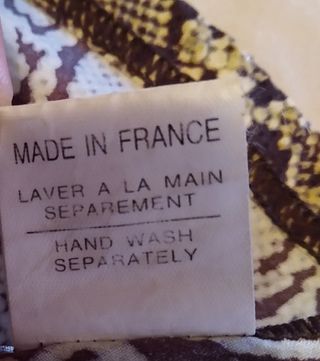 MADE IN FRANCE
LAVER A LA MAIN
SEPAREMENT
HAND WASH
SEPARATELY